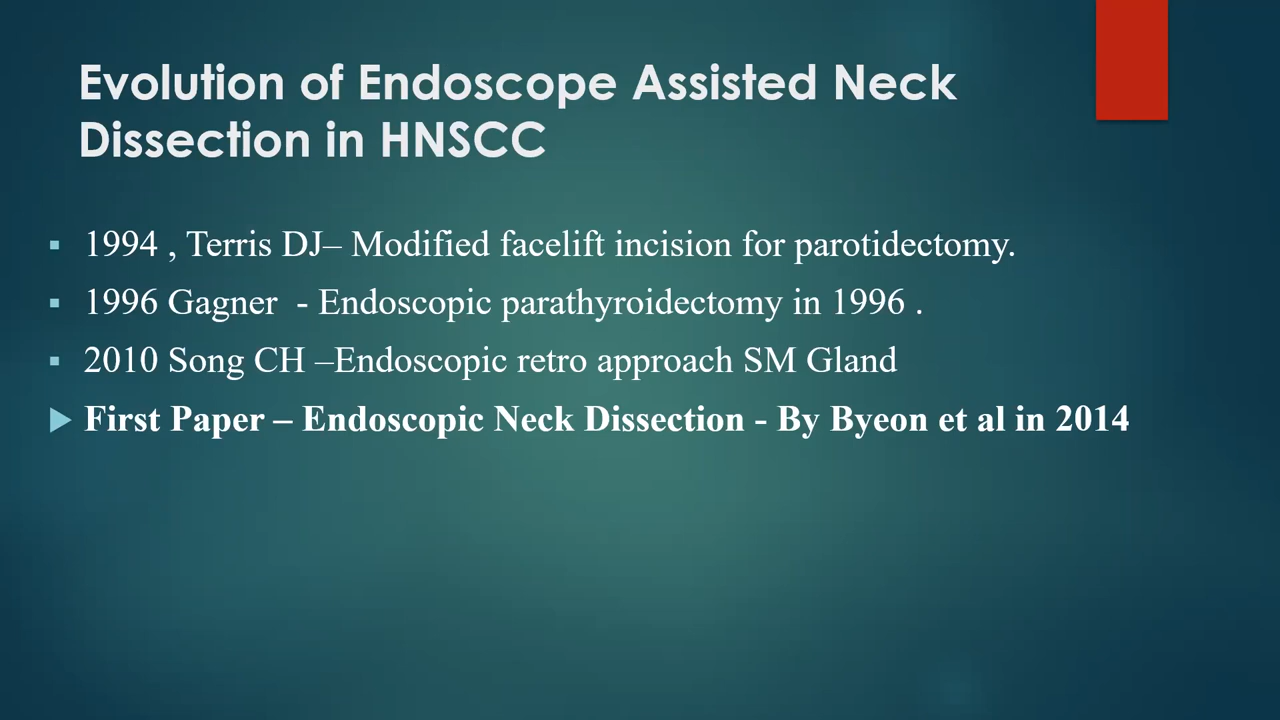 Evolution of Endoscope Assisted Neck
Dissection in HNSCC
▪ 1994 , Terris DJ– Modified facelift incision for parotidectomy.
▪ 1996 Gagner  - Endoscopic parathyroidectomy in 1996 .
▪ 2010 Song CH –Endoscopic retro approach SM Gland
▶ First Paper – Endoscopic Neck Dissection - By Byeon et al in 2014